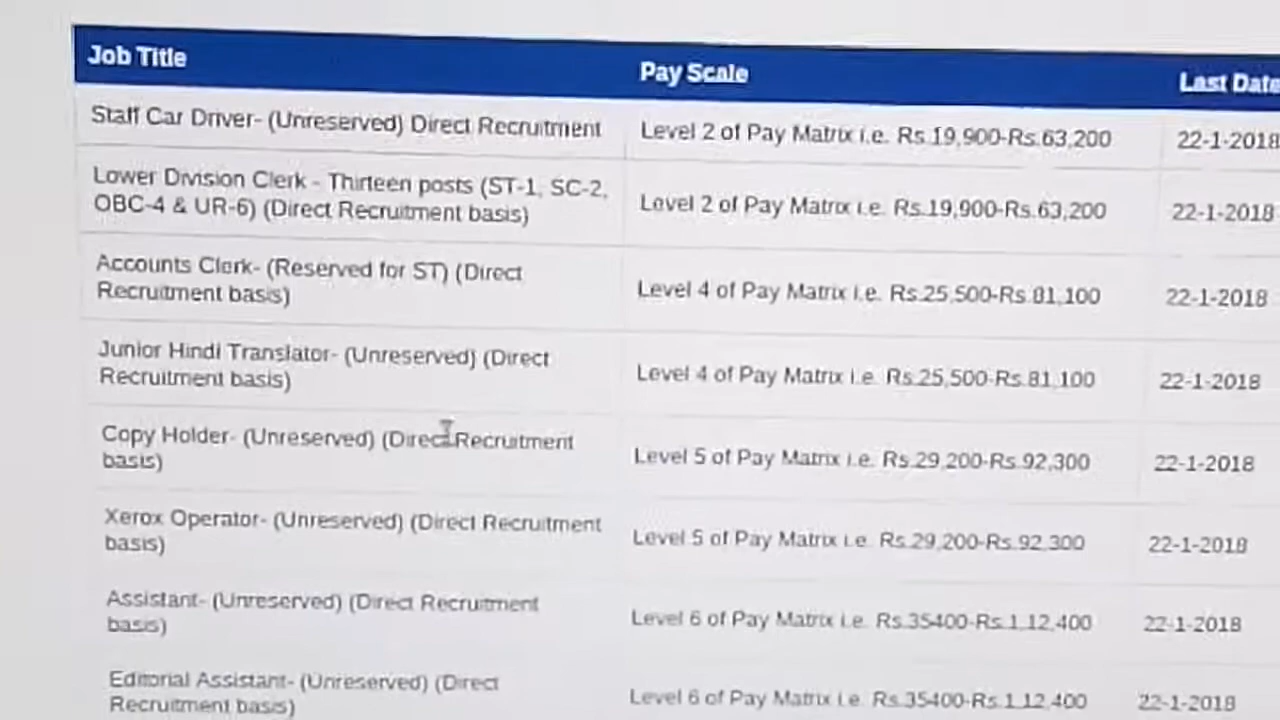 Job Title Pay Scale Last Date
Staff Car Driver- (Unreserved) Direct Recruitment Level 2 of Pay Matrix i.e. Rs.19,900-Rs.63,200 22-1-2018
Lower Division Clerk - Thirteen posts (ST-1, SC-2,
OBC-4 & UR-6) (Direct Recruitment basis) Level 2 of Pay Matrix i.e. Rs.19,900-Rs.63,200 22-1-2018
Accounts Clerk- (Reserved for ST) (Direct
Recruitment basis) Level 4 of Pay Matrix i.e. Rs.25,500-Rs.81,100 22-1-2018
Junior Hindi Translator- (Unreserved) (Direct
Recruitment basis) Level 4 of Pay Matrix i.e. Rs.25,500-Rs.81,100 22-1-2018
Copy Holder- (Unreserved) (Direct Recruitment
basis) Level 5 of Pay Matrix i.e. Rs.29,200-Rs.92,300 22-1-2018
Xerox Operator- (Unreserved) (Direct Recruitment
basis) Level 5 of Pay Matrix i.e. Rs.29,200-Rs.92,300 22-1-2018
Assistant- (Unreserved) (Direct Recruitment
basis) Level 6 of Pay Matrix i.e. Rs.35400-Rs.1,12,400 22-1-2018
Editorial Assistant- (Unreserved) (Direct
Recruitment basis) Level 6 of Pay Matrix i.e. Rs.35400-Rs.1,12,400 22-1-2018